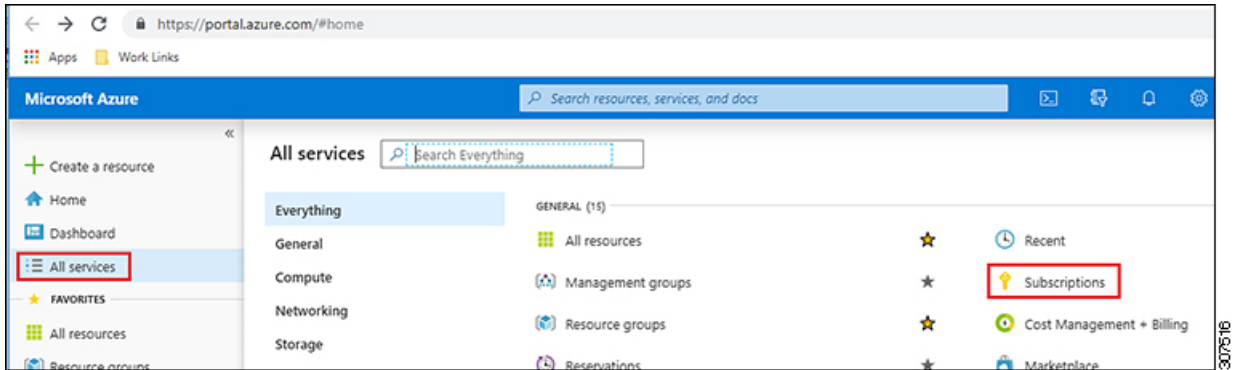 https://portal.azure.com/#home
Apps Work Links
Microsoft Azure
Search resources, services, and docs
«
Create a resource
Home
Dashboard
All services
FAVORITES
All resources
Resource groups
All services
Search Everything
Everything
General
Compute
Networking
Storage
GENERAL (15)
All resources
Recent
Management groups
Subscriptions
Resource groups
Cost Management + Billing
Reservations
Marketplace
307516